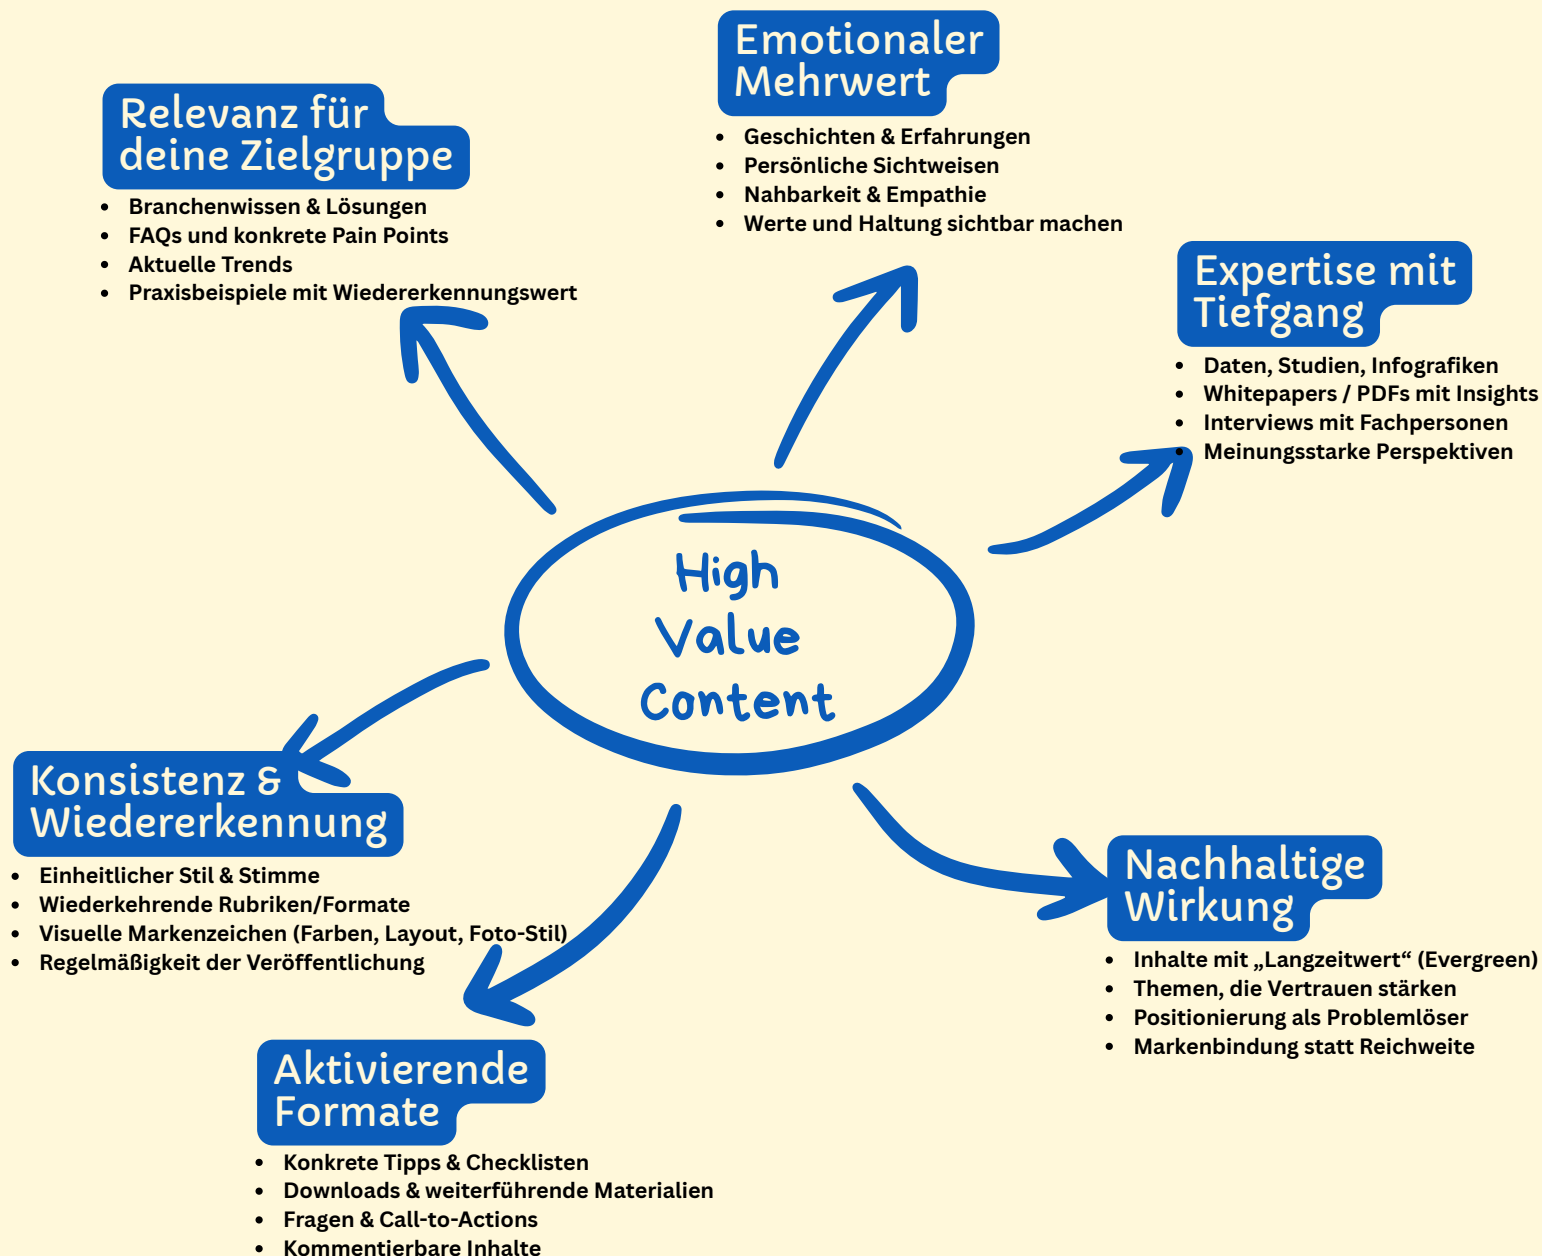 Emotionaler
Mehrwert
Geschichten & Erfahrungen
Persönliche Sichtweisen
Nahbarkeit & Empathie
Werte und Haltung sichtbar machen
Relevanz für
deine Zielgruppe
Branchenwissen & Lösungen
FAQs und konkrete Pain Points
Aktuelle Trends
Praxisbeispiele mit Wiedererkennungswert
Expertise mit
Tiefgang
Daten, Studien, Infografiken
Whitepapers / PDFs mit Insights
Interviews mit Fachpersonen
Meinungsstarke Perspektiven
High
Value
Content
Konsistenz &
Wiedererkennung
Einheitlicher Stil & Stimme
Wiederkehrende Rubriken/Formate
Visuelle Markenzeichen (Farben, Layout, Foto-Stil)
Regelmäßigkeit der Veröffentlichung
Nachhaltige
Wirkung
Inhalte mit „Langzeitwert“ (Evergreen)
Themen, die Vertrauen stärken
Positionierung als Problemlöser
Markenbindung statt Reichweite
Aktivierende
Formate
Konkrete Tipps & Checklisten
Downloads & weiterführende Materialien
Fragen & Call-to-Actions
Kommentierbare Inhalte